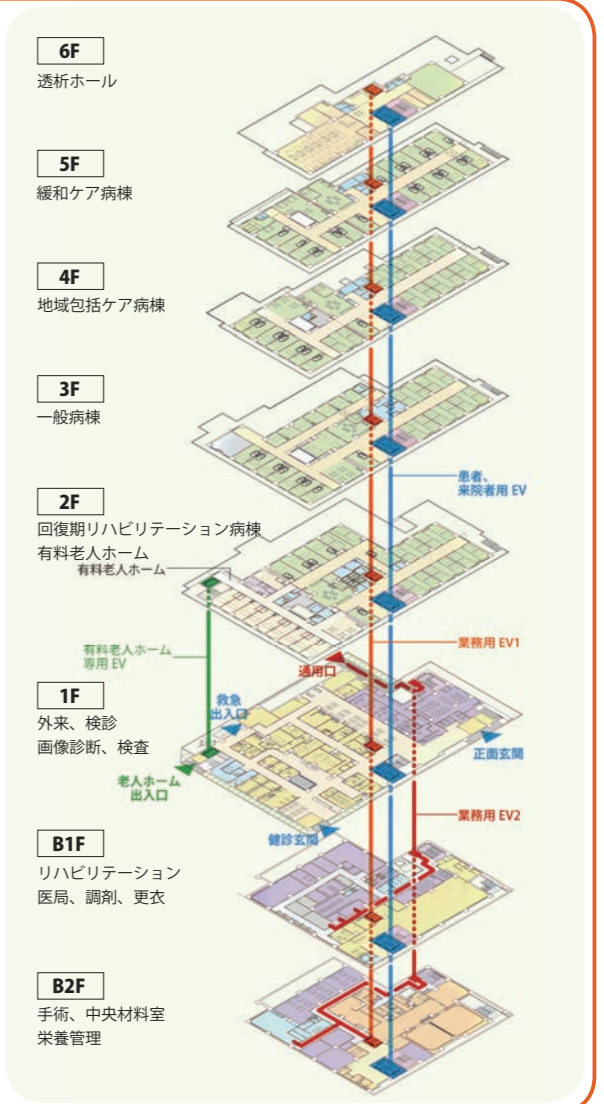 6F
透析ホール
5F
緩和ケア病棟
4F
地域包括ケア病棟
3F
一般病棟
患者、
来院者用 EV
2F
回復期リハビリテーション病棟
有料老人ホーム
有料老人ホーム
有料老人ホーム
専用 EV
業務用 EV1
通用口
1F
外来、検診
画像診断、検査
救急
出入口
正面玄関
老人ホーム
出入口
業務用 EV2
健診玄関
B1F
リハビリテーション
医局、調剤、更衣
B2F
手術、中央材料室
栄養管理